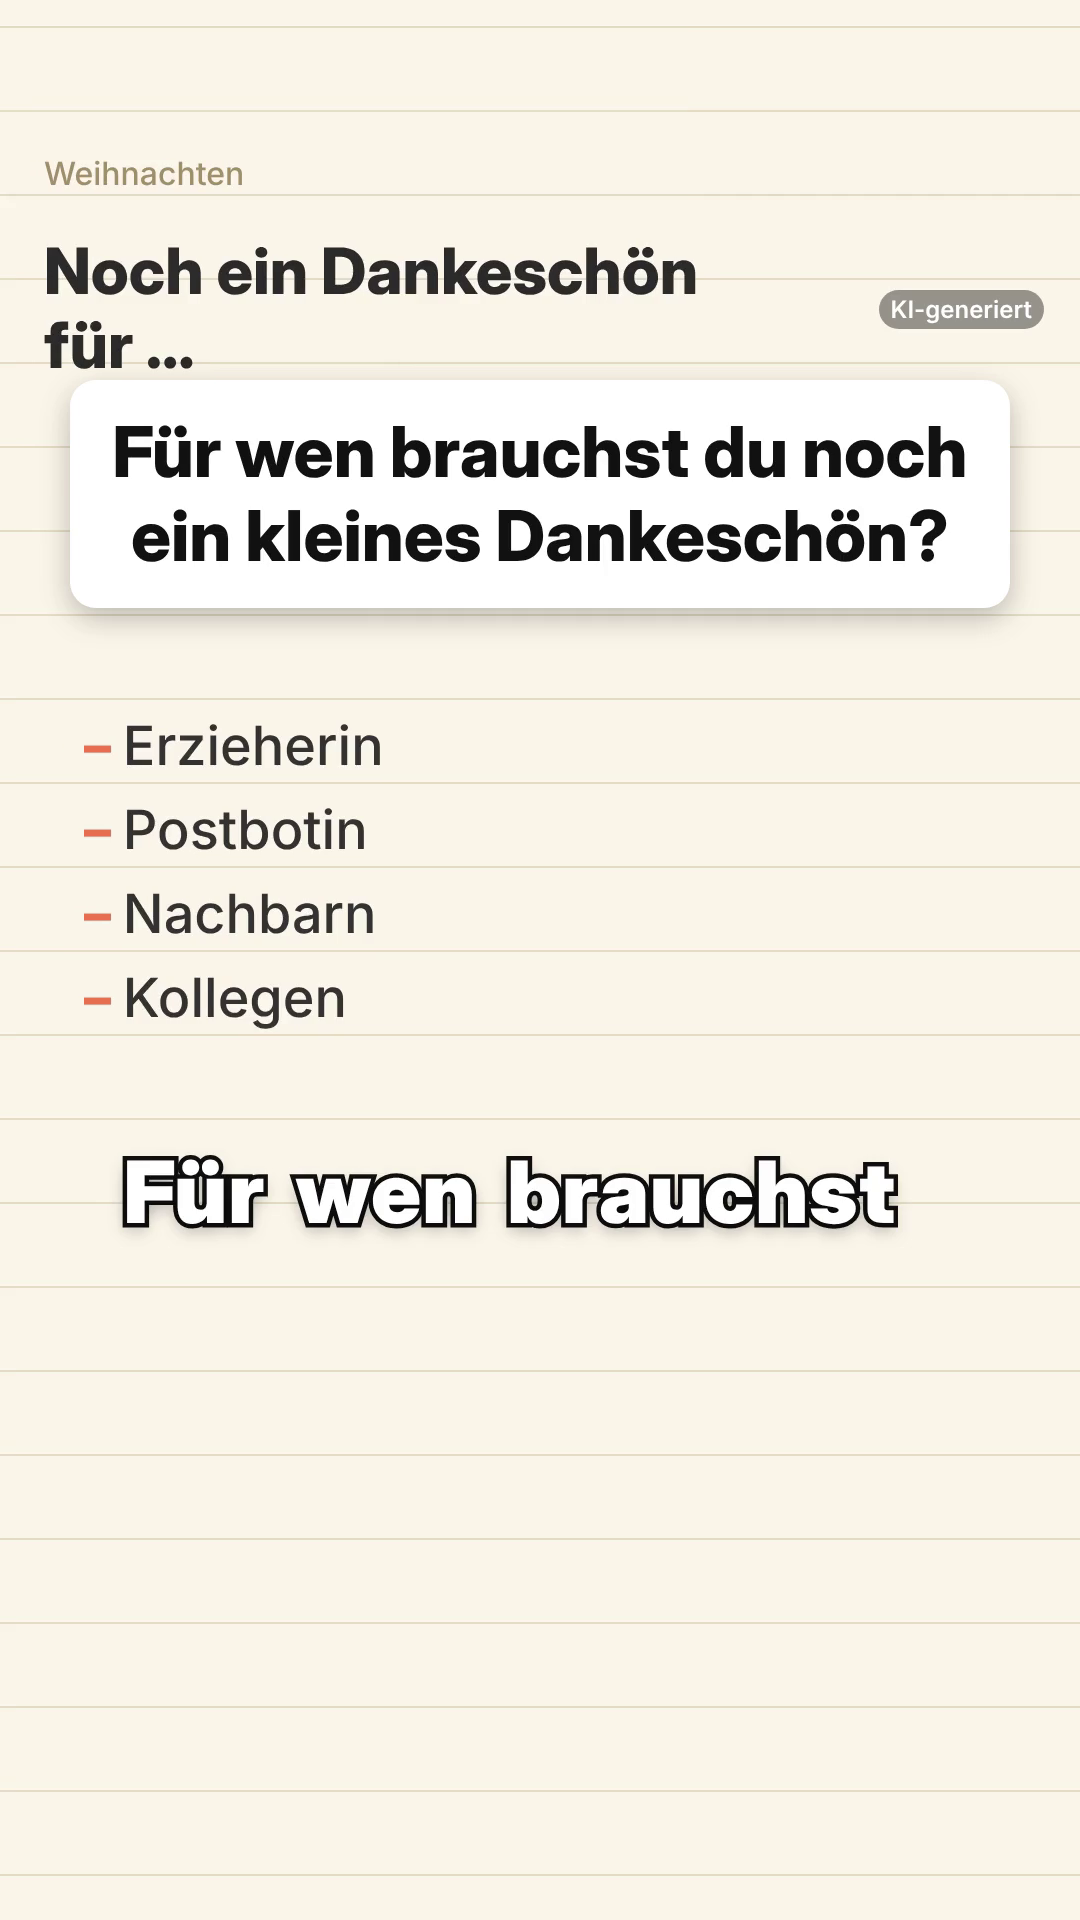 Weihnachten
Noch ein Dankeschön
für ...
KI-generiert
Für wen brauchst du noch
ein kleines Dankeschön?
– Erzieherin
– Postbotin
– Nachbarn
– Kollegen
Für wen brauchst